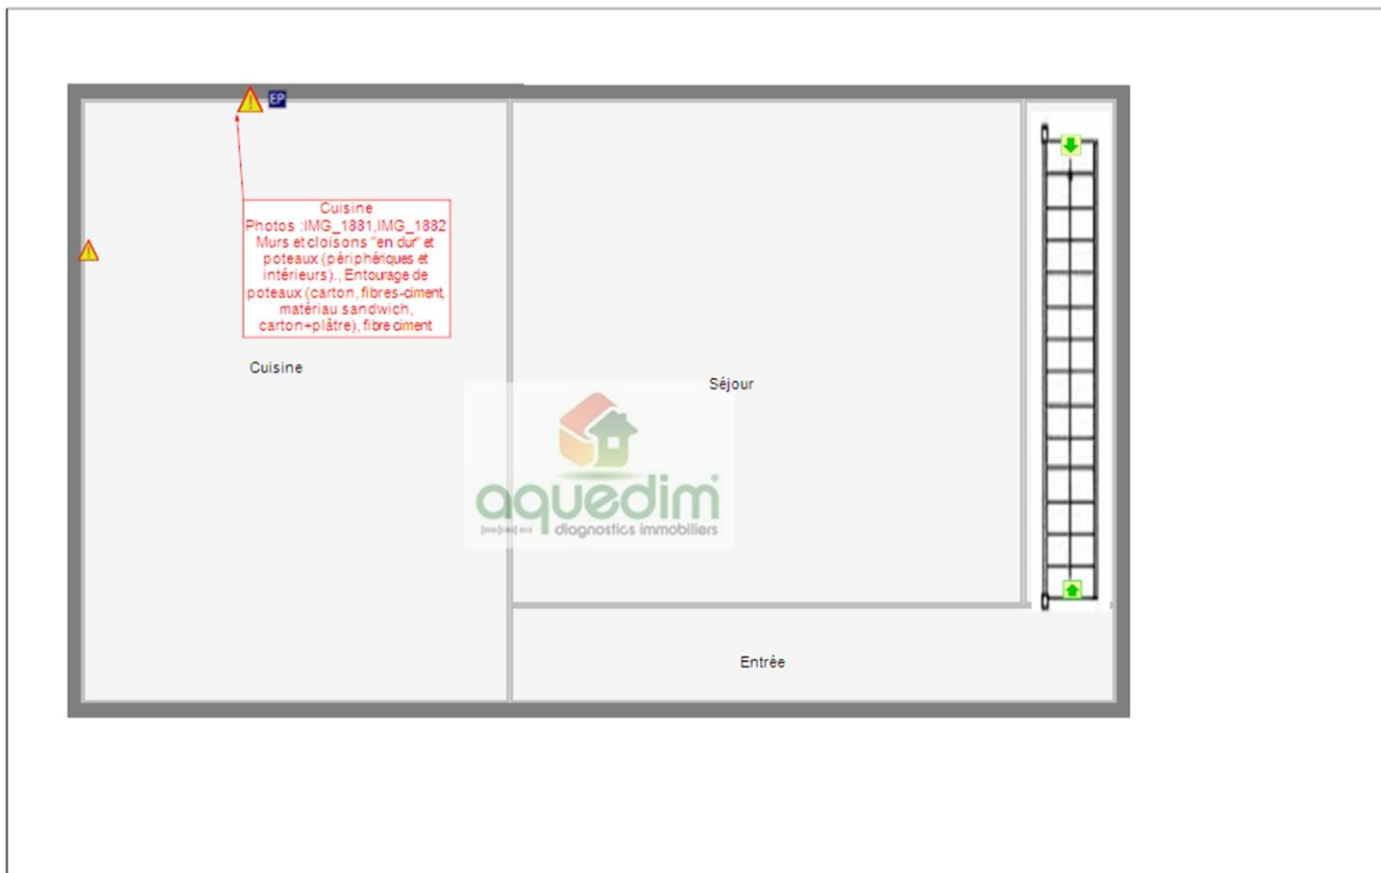 EP
Cuisine
Photos :IMG_1881,IMG_1882
Murs et cloisons "en dur" et
poteaux (périphériques et
intérieurs)., Entourage de
poteaux (carton, fibres-ciment,
matériau sandwich,
carton+plâtre), fibre ciment
Cuisine
Séjour
aquedim
diagnostics immobiliers
Entrée